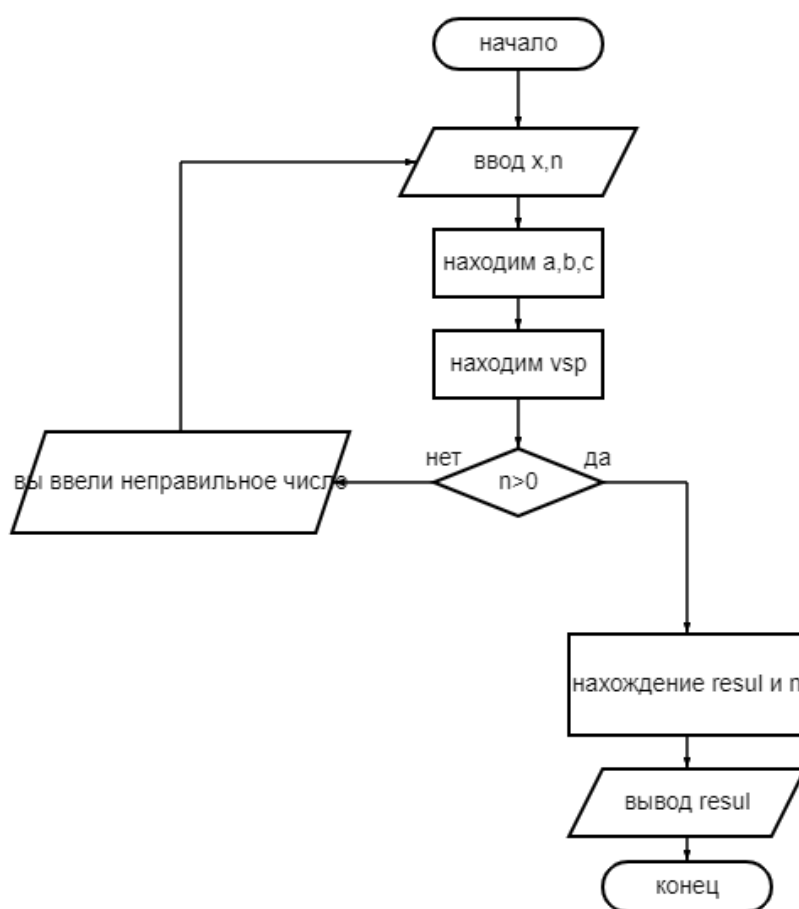 начало
ввод x,n
находим a,b,c
находим vsp
нет
да
n>0
вы ввели неправильное число
нахождение resul и n
вывод resul
конец